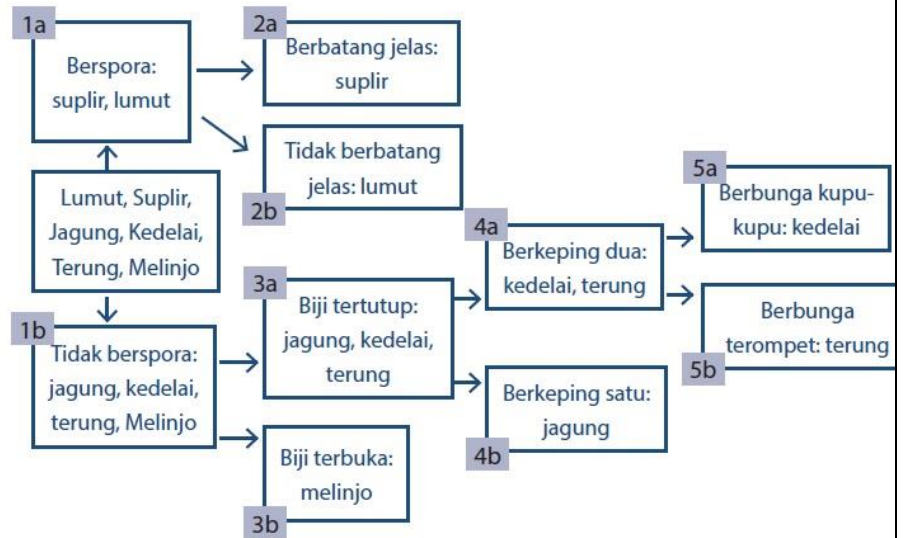 1a
Berspora:
suplir, lumut
2a
Berbatang jelas:
suplir
Tidak berbatang
jelas: lumut
2b
Lumut, Suplir,
Jagung, Kedelai,
Terung, Melinjo
1b
Tidak berspora:
jagung, kedelai,
terung, Melinjo
3a
Biji tertutup:
jagung, kedelai,
terung
Biji terbuka:
melinjo
3b
4a
Berkeping dua:
kedelai, terung
Berkeping satu:
jagung
4b
5a
Berbunga kupu-
kupu: kedelai
Berbunga
terompet: terung
5b